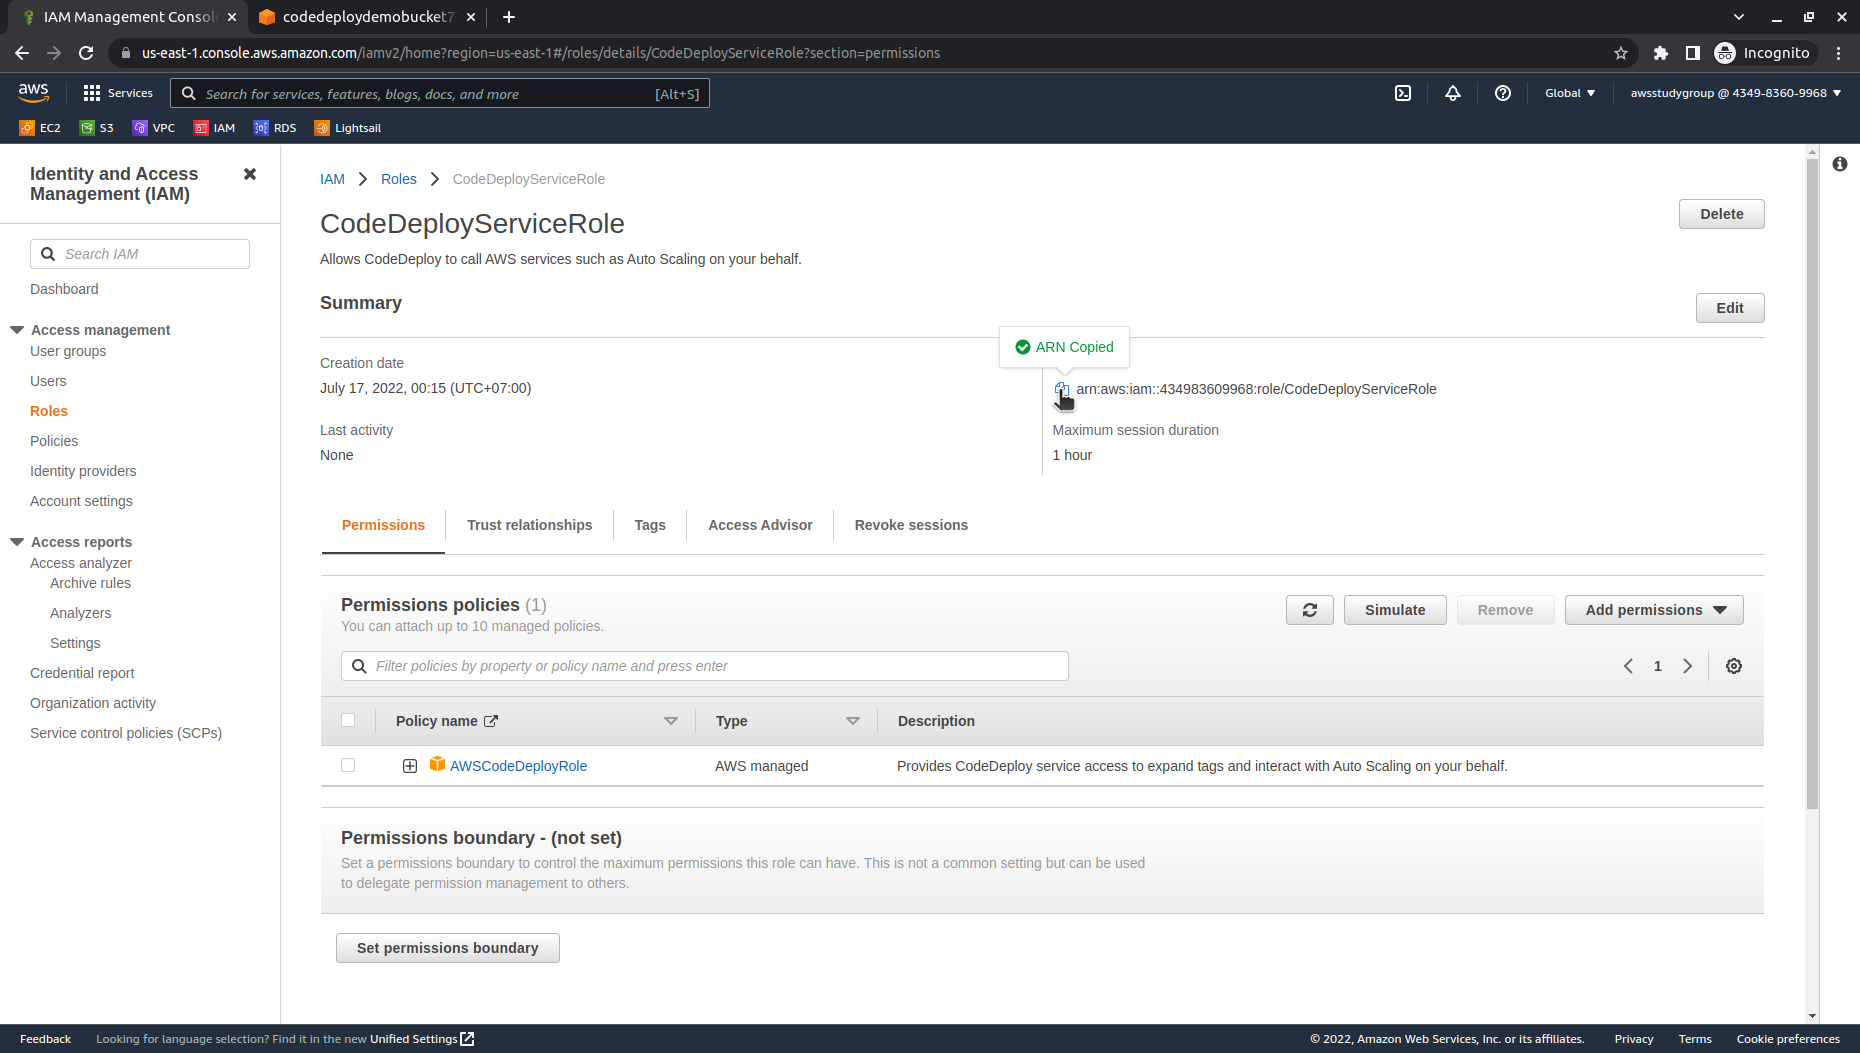 IAM Management Consol
codedeploydemobucket7
us-east-1.console.aws.amazon.com/iamv2/home?region=us-east-1#/roles/details/CodeDeployServiceRole?section=permissions
Incognito
aws
Services
Search for services, features, blogs, docs, and more
[Alt+S]
Global
awsstudygroup @ 4349-8360-9968
EC2
S3
VPC
IAM
RDS
Lightsail
Identity and Access
Management (IAM)
Search IAM
Dashboard
Access management
User groups
Users
Roles
Policies
Identity providers
Account settings
Access reports
Access analyzer
Archive rules
Analyzers
Settings
Credential report
Organization activity
Service control policies (SCPs)
IAM > Roles > CodeDeployServiceRole
CodeDeployServiceRole
Delete
Allows CodeDeploy to call AWS services such as Auto Scaling on your behalf.
Summary
Edit
ARN Copied
Creation date
July 17, 2022, 00:15 (UTC+07:00)
arn:aws:iam::434983609968:role/CodeDeployServiceRole
Last activity
None
Maximum session duration
1 hour
Permissions
Trust relationships
Tags
Access Advisor
Revoke sessions
Permissions policies (1)
You can attach up to 10 managed policies.
Simulate
Remove
Add permissions
Filter policies by property or policy name and press enter
1
Policy name
Type
Description
AWSCodeDeployRole
AWS managed
Provides CodeDeploy service access to expand tags and interact with Auto Scaling on your behalf.
Permissions boundary - (not set)
Set a permissions boundary to control the maximum permissions this role can have. This is not a common setting but can be used
to delegate permission management to others.
Set permissions boundary
Feedback
Looking for language selection? Find it in the new Unified Settings
© 2022, Amazon Web Services, Inc. or its affiliates.
Privacy
Terms
Cookie preferences